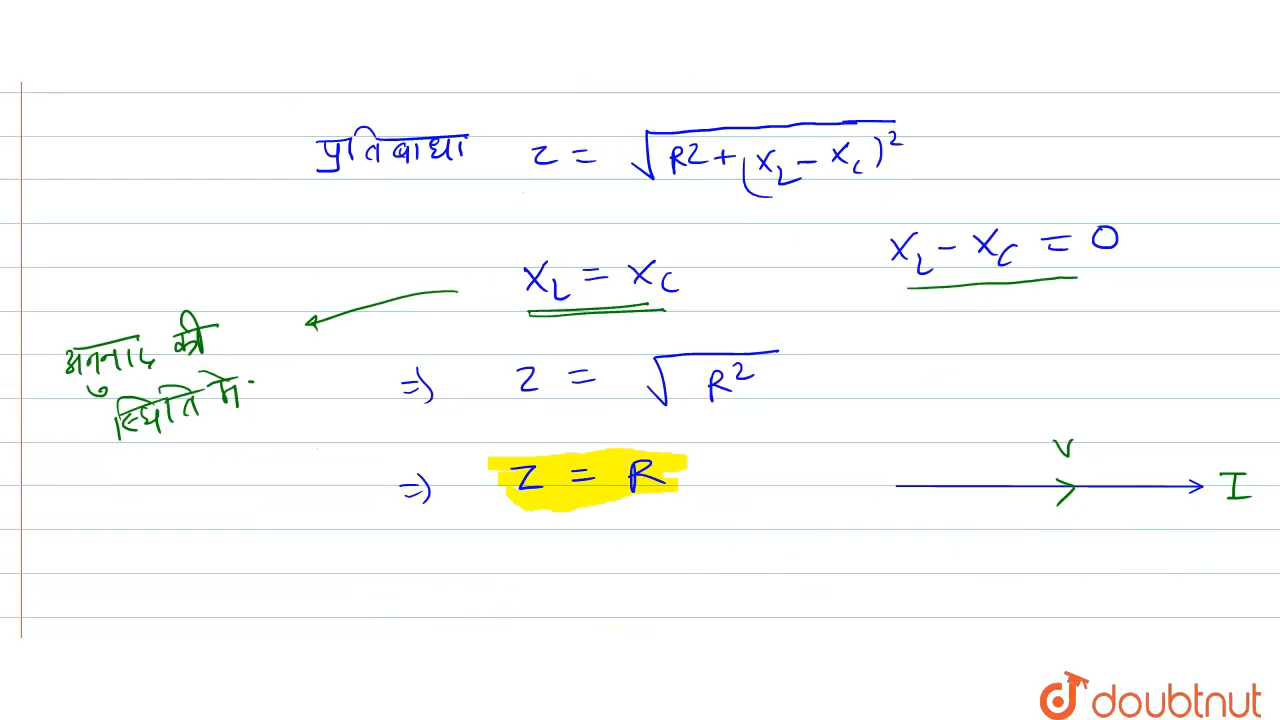 प्रतिबाधा Z = √R2 + (X_L - X_C)²
X_L - X_C = 0
X_L = X_C
अनुनाद की
स्थिति में
⇒ Z = √R²
⇒ Z = R
V
I
doubtnut